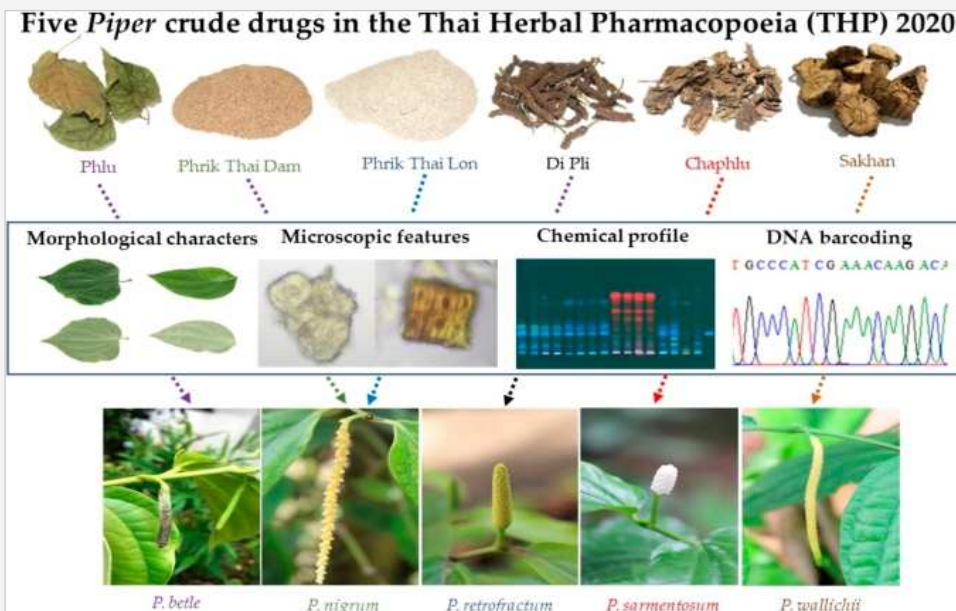 Five Piper crude drugs in the Thai Herbal Pharmacopoeia (THP) 2020
Phlu
Phrik Thai Dam
Phrik Thai Lon
Di Pli
Chaphlu
Sakhan
Morphological characters
Microscopic features
Chemical profile
DNA barcoding
T GCCCATCGAAACAAGACA
P. betle
P. nigrum
P. retrofractum
P. sarmentosum
P. wallichii